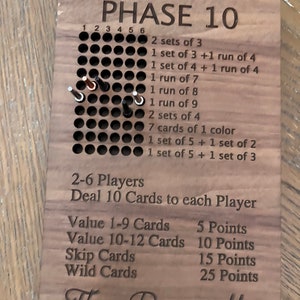 PHASE 10
1 2 3 4 5 6
2 sets of 3
1 set of 3 +1 run of 4
1 set of 4 + 1 run of 4
1 run of 7
1 run of 8
1 run of 9
2 sets of 4
7 cards of 1 color
1 set of 5 + 1 set of 2
1 set of 5 + 1 set of 3
2-6 Players
Deal 10 Cards to each Player
Value 1-9 Cards 5 Points
Value 10-12 Cards 10 Points
Skip Cards 15 Points
Wild Cards 25 Points
The